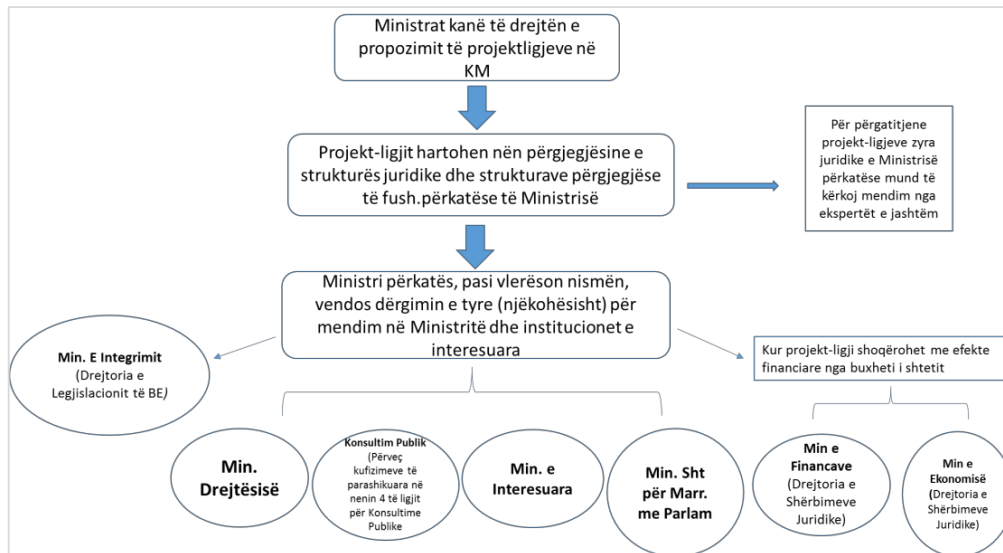 Ministrat kanë të drejtën e
propozimit të projektligjeve në
KM
Projekt-ligjit hartohen nën përgjegjësine e
strukturës juridike dhe strukturave përgjegjëse
të fush.përkatëse të Ministrisë
Për përgatitjene
projekt-ligjeve zyra
juridike e Ministrisë
përkatëse mund të
kërkoj mendim nga
ekspertët e jashtëm
Ministri përkatës, pasi vlerëson nismën,
vendos dërgimin e tyre (njëkohësisht) për
mendim në Ministritë dhe institucionet e
interesuara
Min. E Integrimit
(Drejtoria e
Legjislacionit të BE)
Kur projekt-ligji shoqërohet me efekte
financiare nga buxheti i shtetit
Min.
Drejtësisë
Konsultim Publik
(Përveç
kufizimeve të
parashikuara në
nenin 4 të ligjit
për Konsultime
Publike
Min. e
Interesuara
Min. Sht
për Marr.
me Parlam
Min e
Financave
(Drejtoria e
Shërbimeve
Juridike)
Min e
Ekonomisë
(Drejtoria e
Shërbimeve
Juridike)